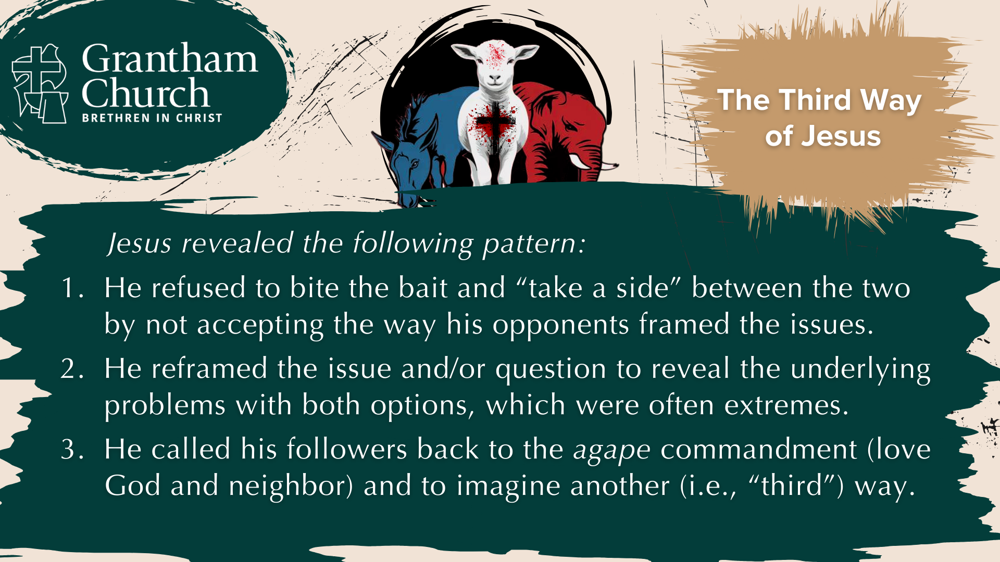 Grantham
Church
BRETHREN IN CHRIST
The Third Way
of Jesus
Jesus revealed the following pattern:
1. He refused to bite the bait and “take a side” between the two
by not accepting the way his opponents framed the issues.
2. He reframed the issue and/or question to reveal the underlying
problems with both options, which were often extremes.
3. He called his followers back to the agape commandment (love
God and neighbor) and to imagine another (i.e., “third”) way.